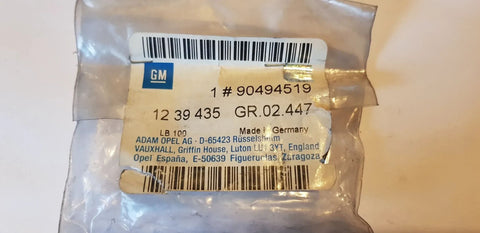 GM
1 # 90494519
12 39 435 GR.02.447
LB 100 Made in Germany
ADAM OPEL AG - D-65423 Rüsselsheim
VAUXHALL, Griffin House, Luton LU1 3YT, England
Opel España, E-50639 Figueruelas, Zaragoza